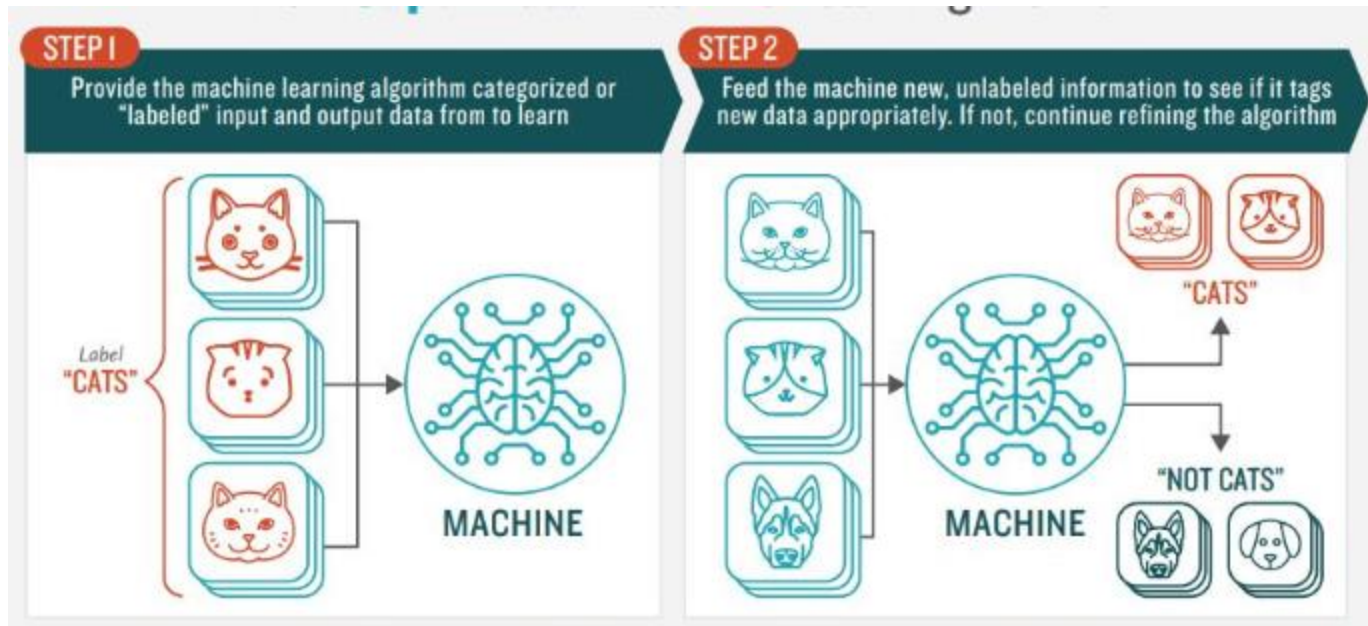 STEP 1
Provide the machine learning algorithm categorized or
"labeled" input and output data from to learn
Label
"CATS"
MACHINE
STEP 2
Feed the machine new, unlabeled information to see if it tags
new data appropriately. If not, continue refining the algorithm
MACHINE
"CATS"
"NOT CATS"